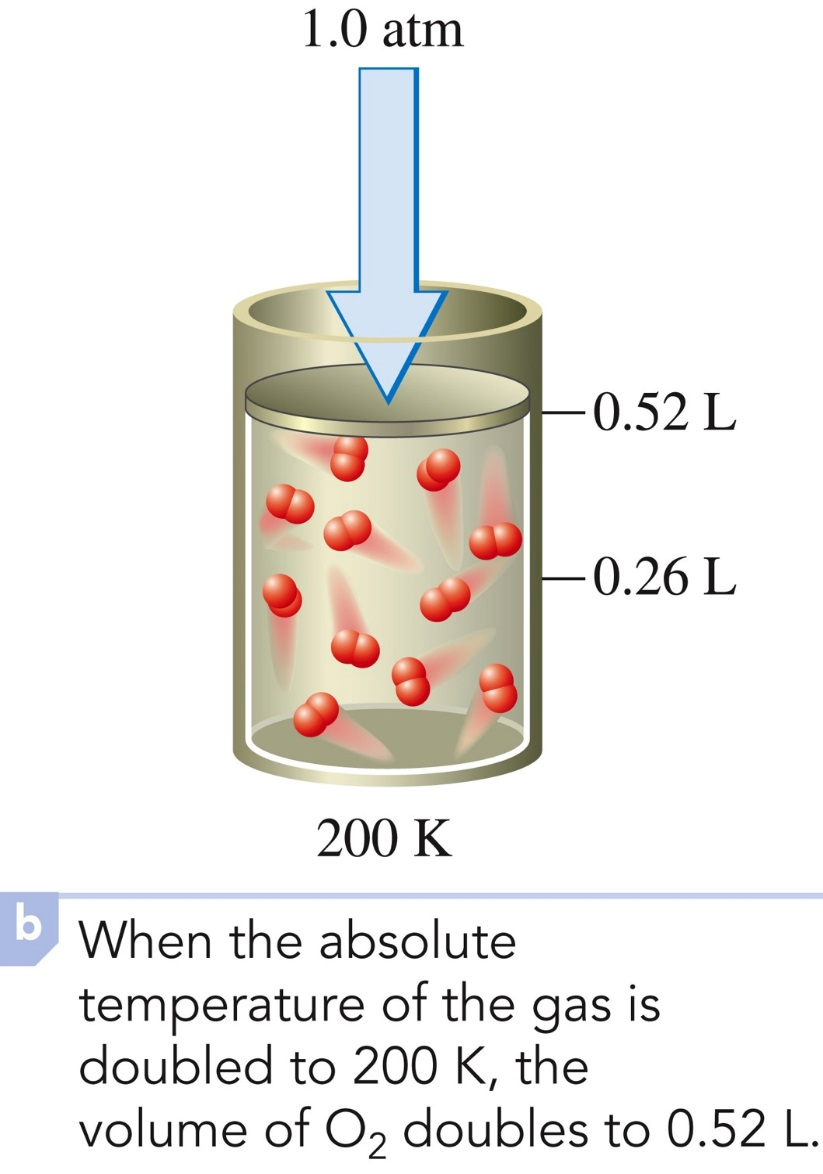 1.0 atm
0.52 L
0.26 L
200 K
b
When the absolute
temperature of the gas is
doubled to 200 K, the
volume of O₂ doubles to 0.52 L.